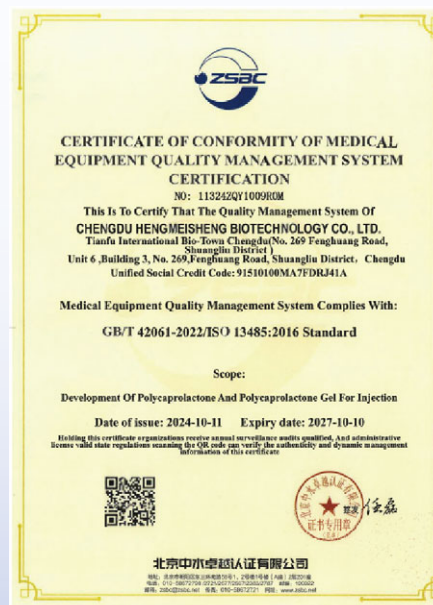 ZSBC
CERTIFICATE OF CONFORMITY OF MEDICAL
EQUIPMENT QUALITY MANAGEMENT SYSTEM
CERTIFICATION
NO: 11324ZQY1009R0M
This Is To Certify That The Quality Management System Of
CHENGDU HENGMEISHENG BIOTECHNOLOGY CO., LTD.
Tianfu International Bio-Town Chengdu(No. 269 Fenghuang Road,
Shuangliu District )
Unit 6 ,Building 3, No. 269,Fenghuang Road, Shuangliu District, Chengdu
Unified Social Credit Code: 91510100MA7FDRJ41A
Medical Equipment Quality Management System Complies With:
GB/T 42061-2022/ISO 13485:2016 Standard
Scope:
Development Of Polycaprolactone And Polycaprolactone Gel For Injection
Date of issue: 2024-10-11 Expiry date: 2027-10-10
Holding this certificate organizations receive annual surveillance audits qualified, And administrative
license valid state regulations scanning the QR code can verify the authenticity and dynamic management
information of this certificate
证书专用章
北京中水卓越认证有限公司